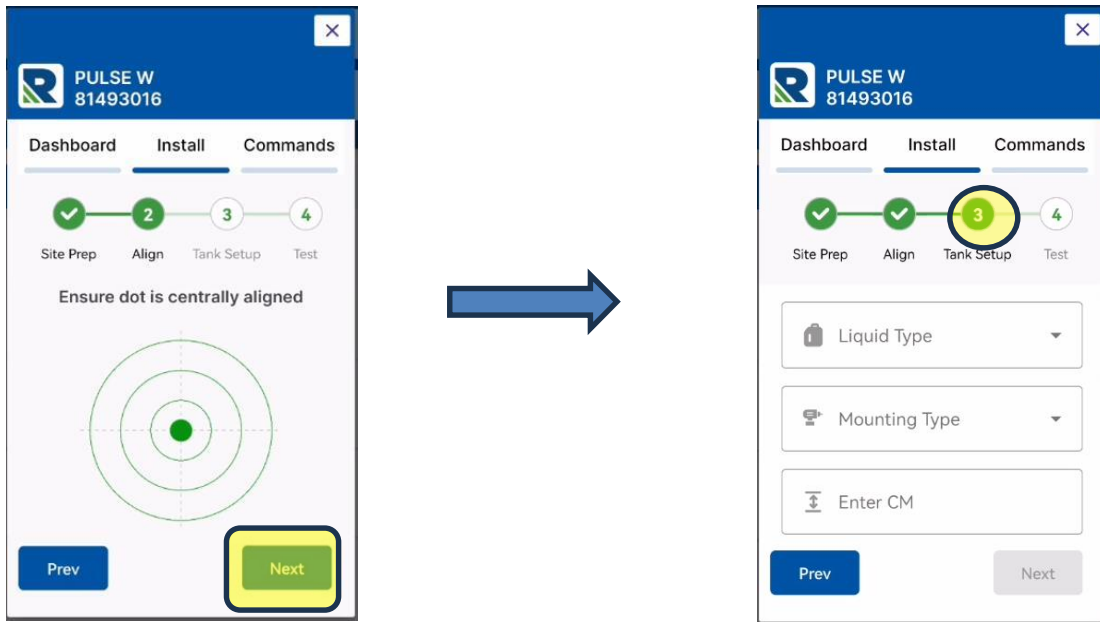 PULSE W
81493016
Dashboard Install Commands
2 3 4
Site Prep Align Tank Setup Test
Ensure dot is centrally aligned
Prev Next
PULSE W
81493016
Dashboard Install Commands
3 4
Site Prep Align Tank Setup Test
Liquid Type
Mounting Type
Enter CM
Prev Next